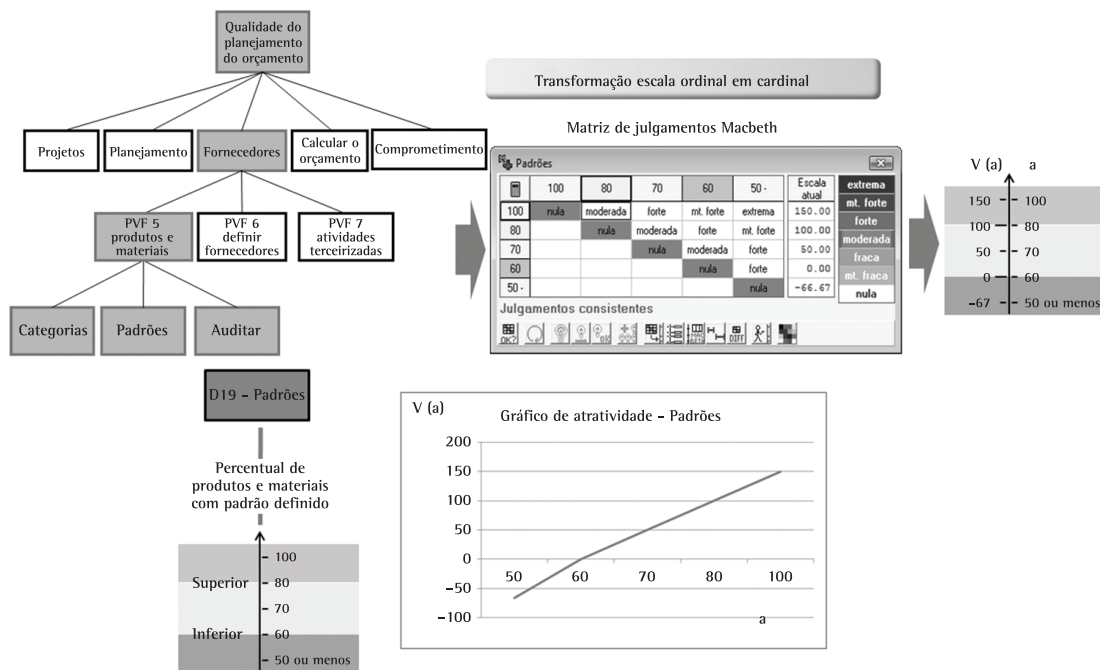 Qualidade do
planejamento
do orçamento
Projetos
Planejamento
Fornecedores
Calcular o
orçamento
Comprometimento
PVF 5
produtos e
materiais
PVF 6
definir
fornecedores
PVF 7
atividades
terceirizadas
Categorias
Padrões
Auditar
D19 – Padrões
Percentual de
produtos e materiais
com padrão definido
100
Superior 80
70
Inferior 60
50 ou menos
Transformação escala ordinal em cardinal
Matriz de julgamentos Macbeth
Padrões
100 80 70 60 50 - Escala
atual
100 nula moderada forte mt. forte extrema 150.00
80 nula moderada forte mt. forte 100.00
70 nula moderada forte 50.00
60 nula forte 0.00
50 - nula -66.67
extrema
mt. forte
forte
moderada
fraca
mt. fraca
nula
Julgamentos consistentes
OK?
OK
DIFF
V (a) a
150 100
100 80
50 70
0 60
–67 50 ou menos
V (a)
Gráfico de atratividade – Padrões
200
150
100
50
0
–50
–100
50 60 70 80 100
a